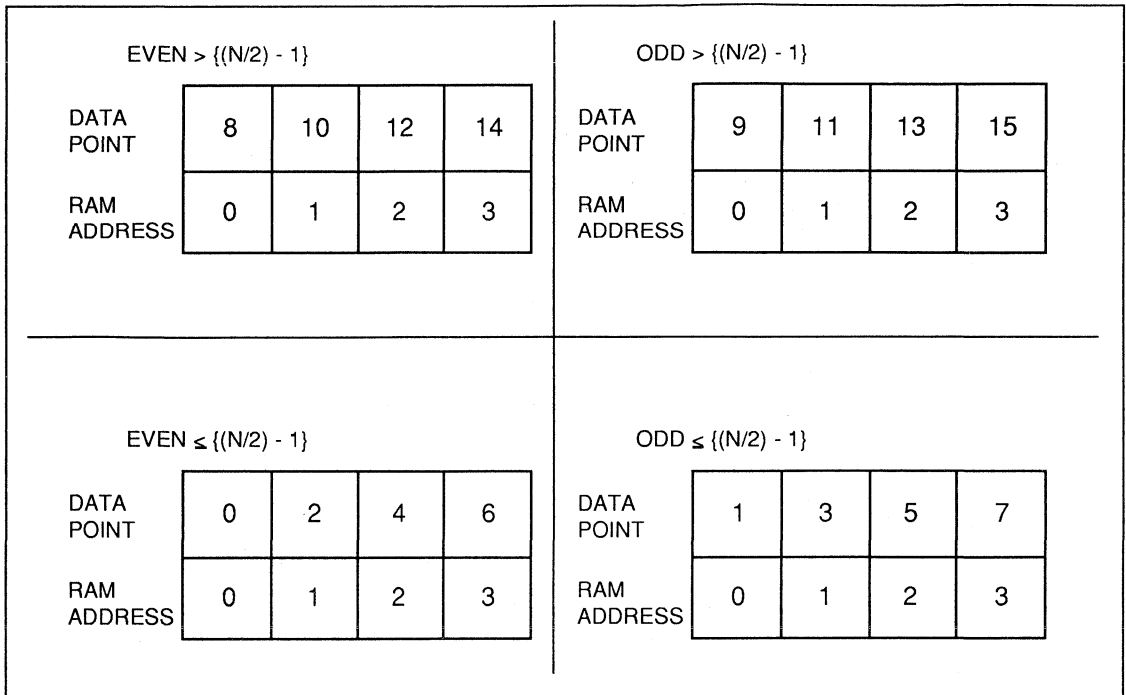 EVEN > {(N/2) - 1}
DATA
POINT
8 10 12 14
RAM
ADDRESS
0 1 2 3
ODD > {(N/2) - 1}
DATA
POINT
9 11 13 15
RAM
ADDRESS
0 1 2 3
EVEN ≤ {(N/2) - 1}
DATA
POINT
0 2 4 6
RAM
ADDRESS
0 1 2 3
ODD ≤ {(N/2) - 1}
DATA
POINT
1 3 5 7
RAM
ADDRESS
0 1 2 3